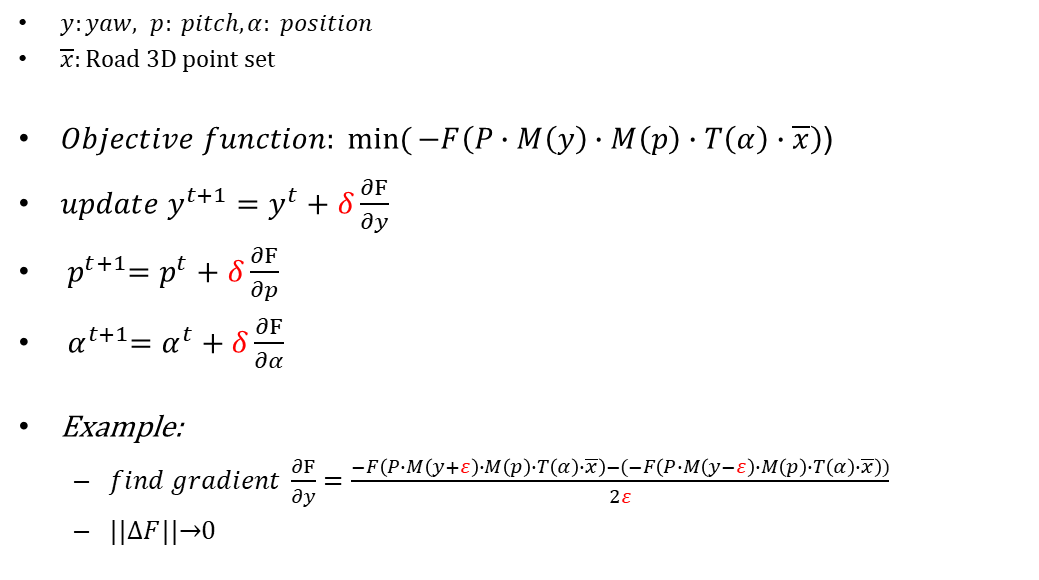 • y: yaw, p: pitch, α: position
• x̅: Road 3D point set
• Objective function: min( −F(P · M(y) · M(p) · T(α) · x̅))
• update y^{t+1} = y^t + δ ∂F/∂y
• p^{t+1}= p^t + δ ∂F/∂p
• α^{t+1}= α^t + δ ∂F/∂α
• Example:
– find gradient ∂F/∂y = (−F(P·M(y+ε)·M(p)·T(α)·x̅)−(−F(P·M(y−ε)·M(p)·T(α)·x̅)))/2ε
– ||ΔF||→0